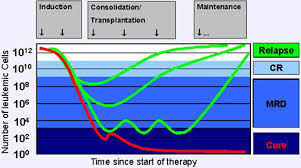 Induction
Consolidation/
Transplantation
Maintenance
↓ ↓ ↓ ↓ ↓...
Number of leukemic Cells
10¹²
10¹⁰
10⁸
10⁶
10⁴
10²
10⁰
Relapse
CR
MRD
Cure
Time since start of therapy